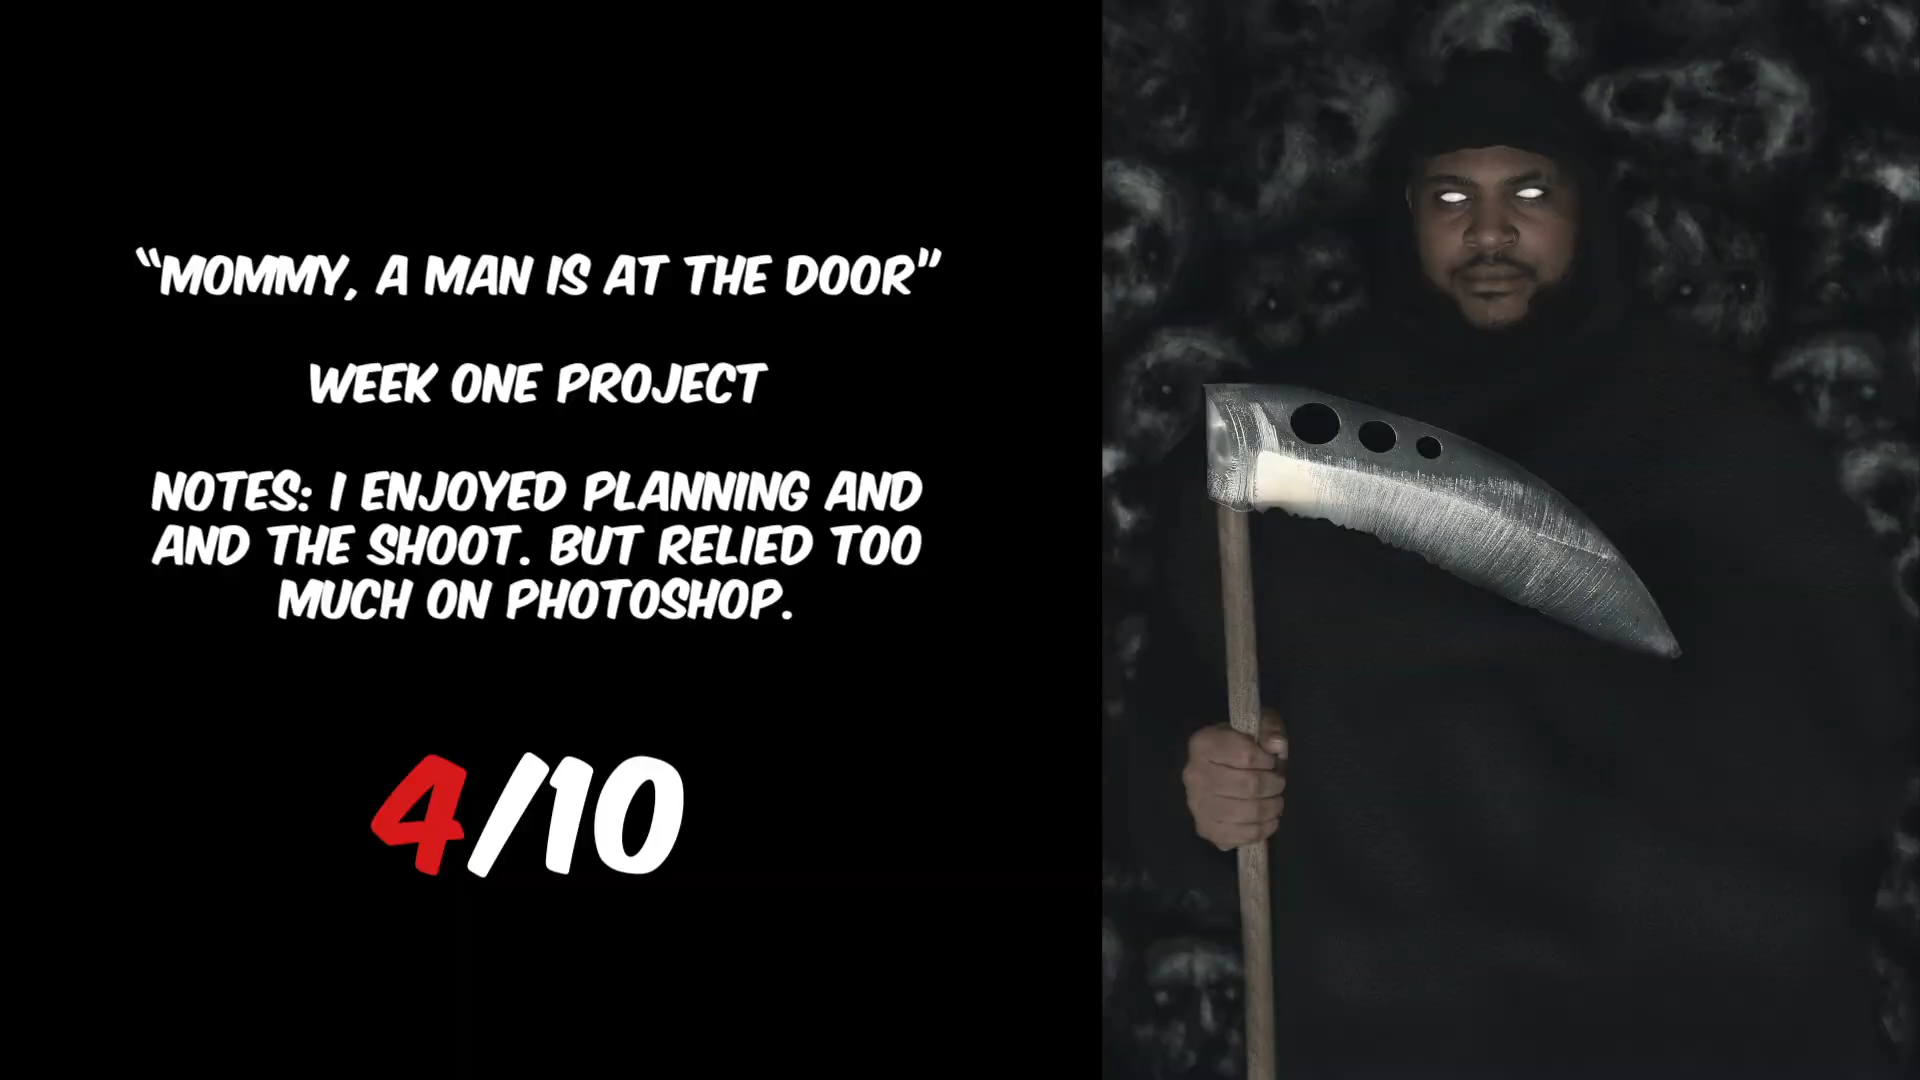 “MOMMY, A MAN IS AT THE DOOR”
WEEK ONE PROJECT
NOTES: I ENJOYED PLANNING AND
AND THE SHOOT. BUT RELIED TOO
MUCH ON PHOTOSHOP.
4/10